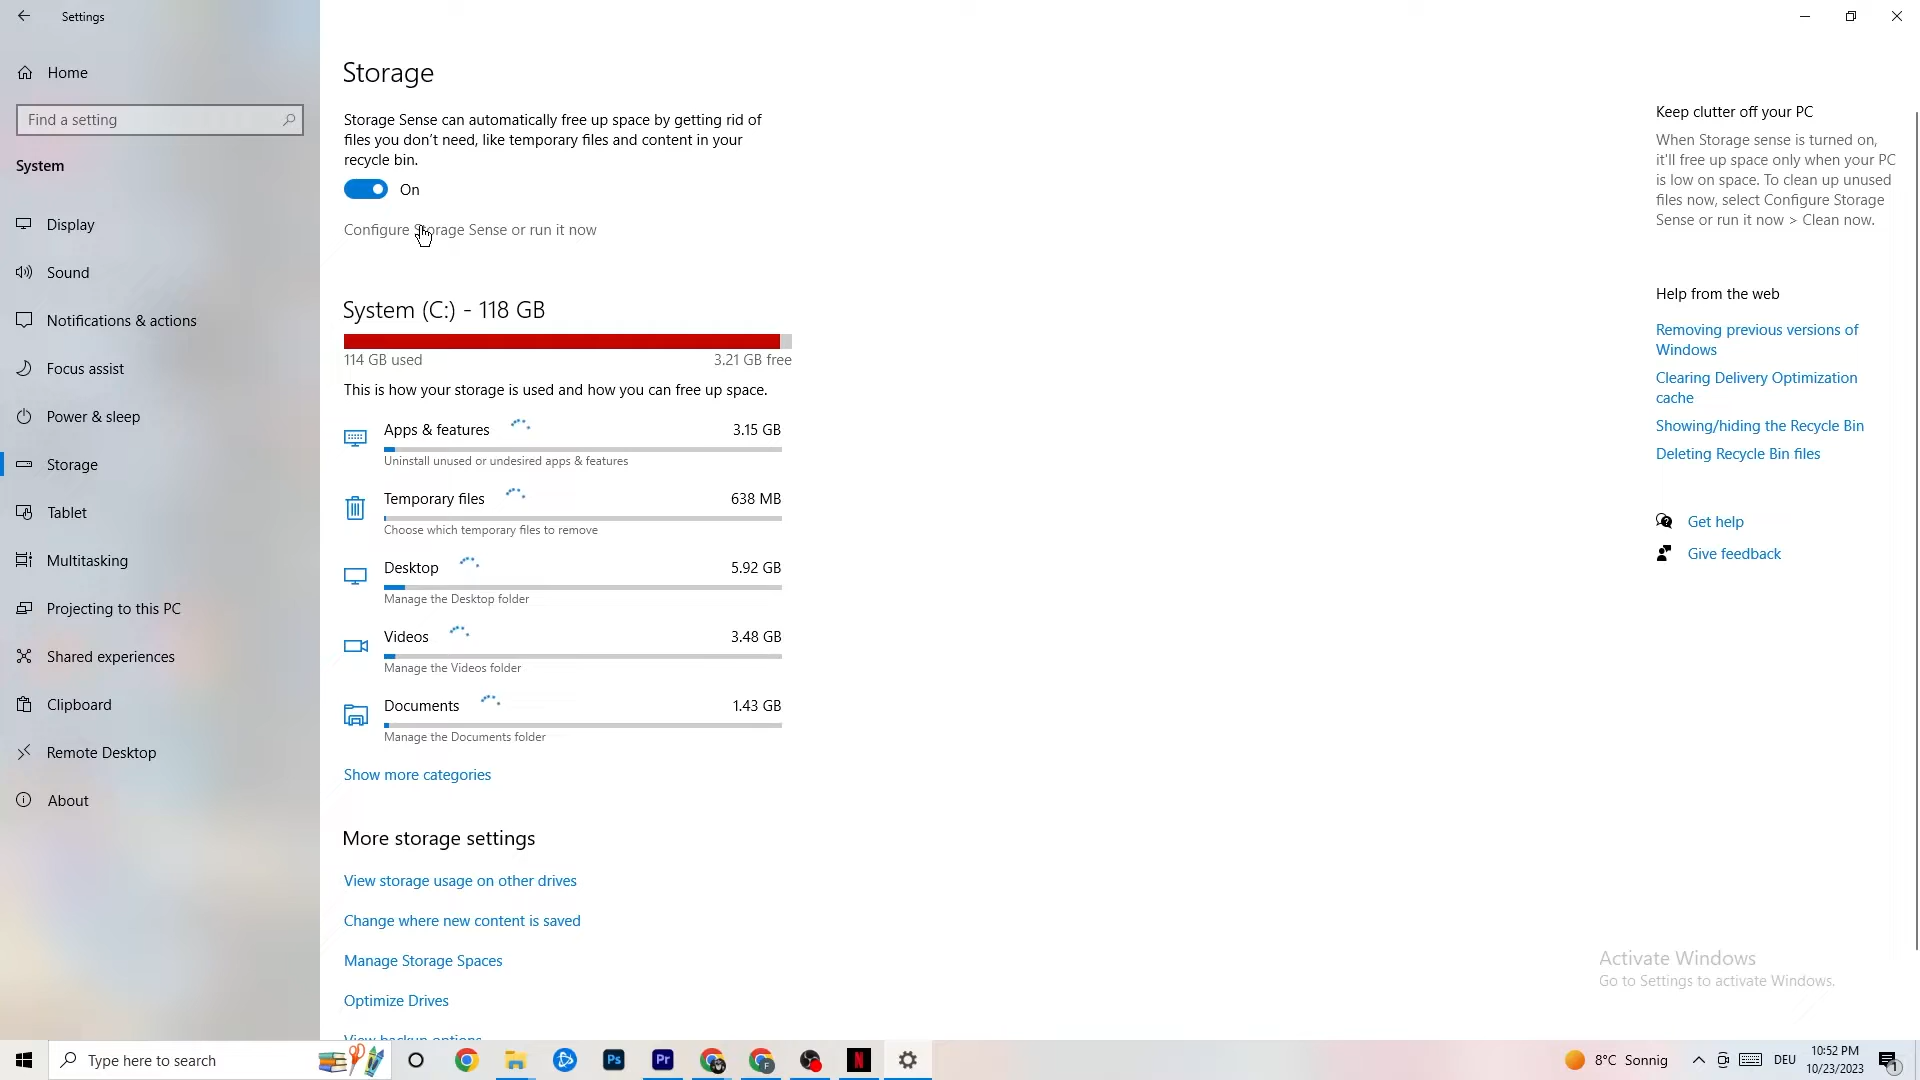 Settings
Home
Find a setting
System
Display
Sound
Notifications & actions
Focus assist
Power & sleep
Storage
Tablet
Multitasking
Projecting to this PC
Shared experiences
Clipboard
Remote Desktop
About
Storage
Storage Sense can automatically free up space by getting rid of
files you don't need, like temporary files and content in your
recycle bin.
On
Configure Storage Sense or run it now
System (C:) - 118 GB
114 GB used 3.21 GB free
This is how your storage is used and how you can free up space.
Apps & features 3.15 GB
Uninstall unused or undesired apps & features
Temporary files 638 MB
Choose which temporary files to remove
Desktop 5.92 GB
Manage the Desktop folder
Videos 3.48 GB
Manage the Videos folder
Documents 1.43 GB
Manage the Documents folder
Show more categories
More storage settings
View storage usage on other drives
Change where new content is saved
Manage Storage Spaces
Optimize Drives
View backup options
Keep clutter off your PC
When Storage sense is turned on,
it'll free up space only when your PC
is low on space. To clean up unused
files now, select Configure Storage
Sense or run it now > Clean now.
Help from the web
Removing previous versions of
Windows
Clearing Delivery Optimization
cache
Showing/hiding the Recycle Bin
Deleting Recycle Bin files
Get help
Give feedback
Activate Windows
Go to Settings to activate Windows.
Type here to search
Ps
Pr
F
N
8°C Sonnig
DEU
10:52 PM
10/23/2023
1